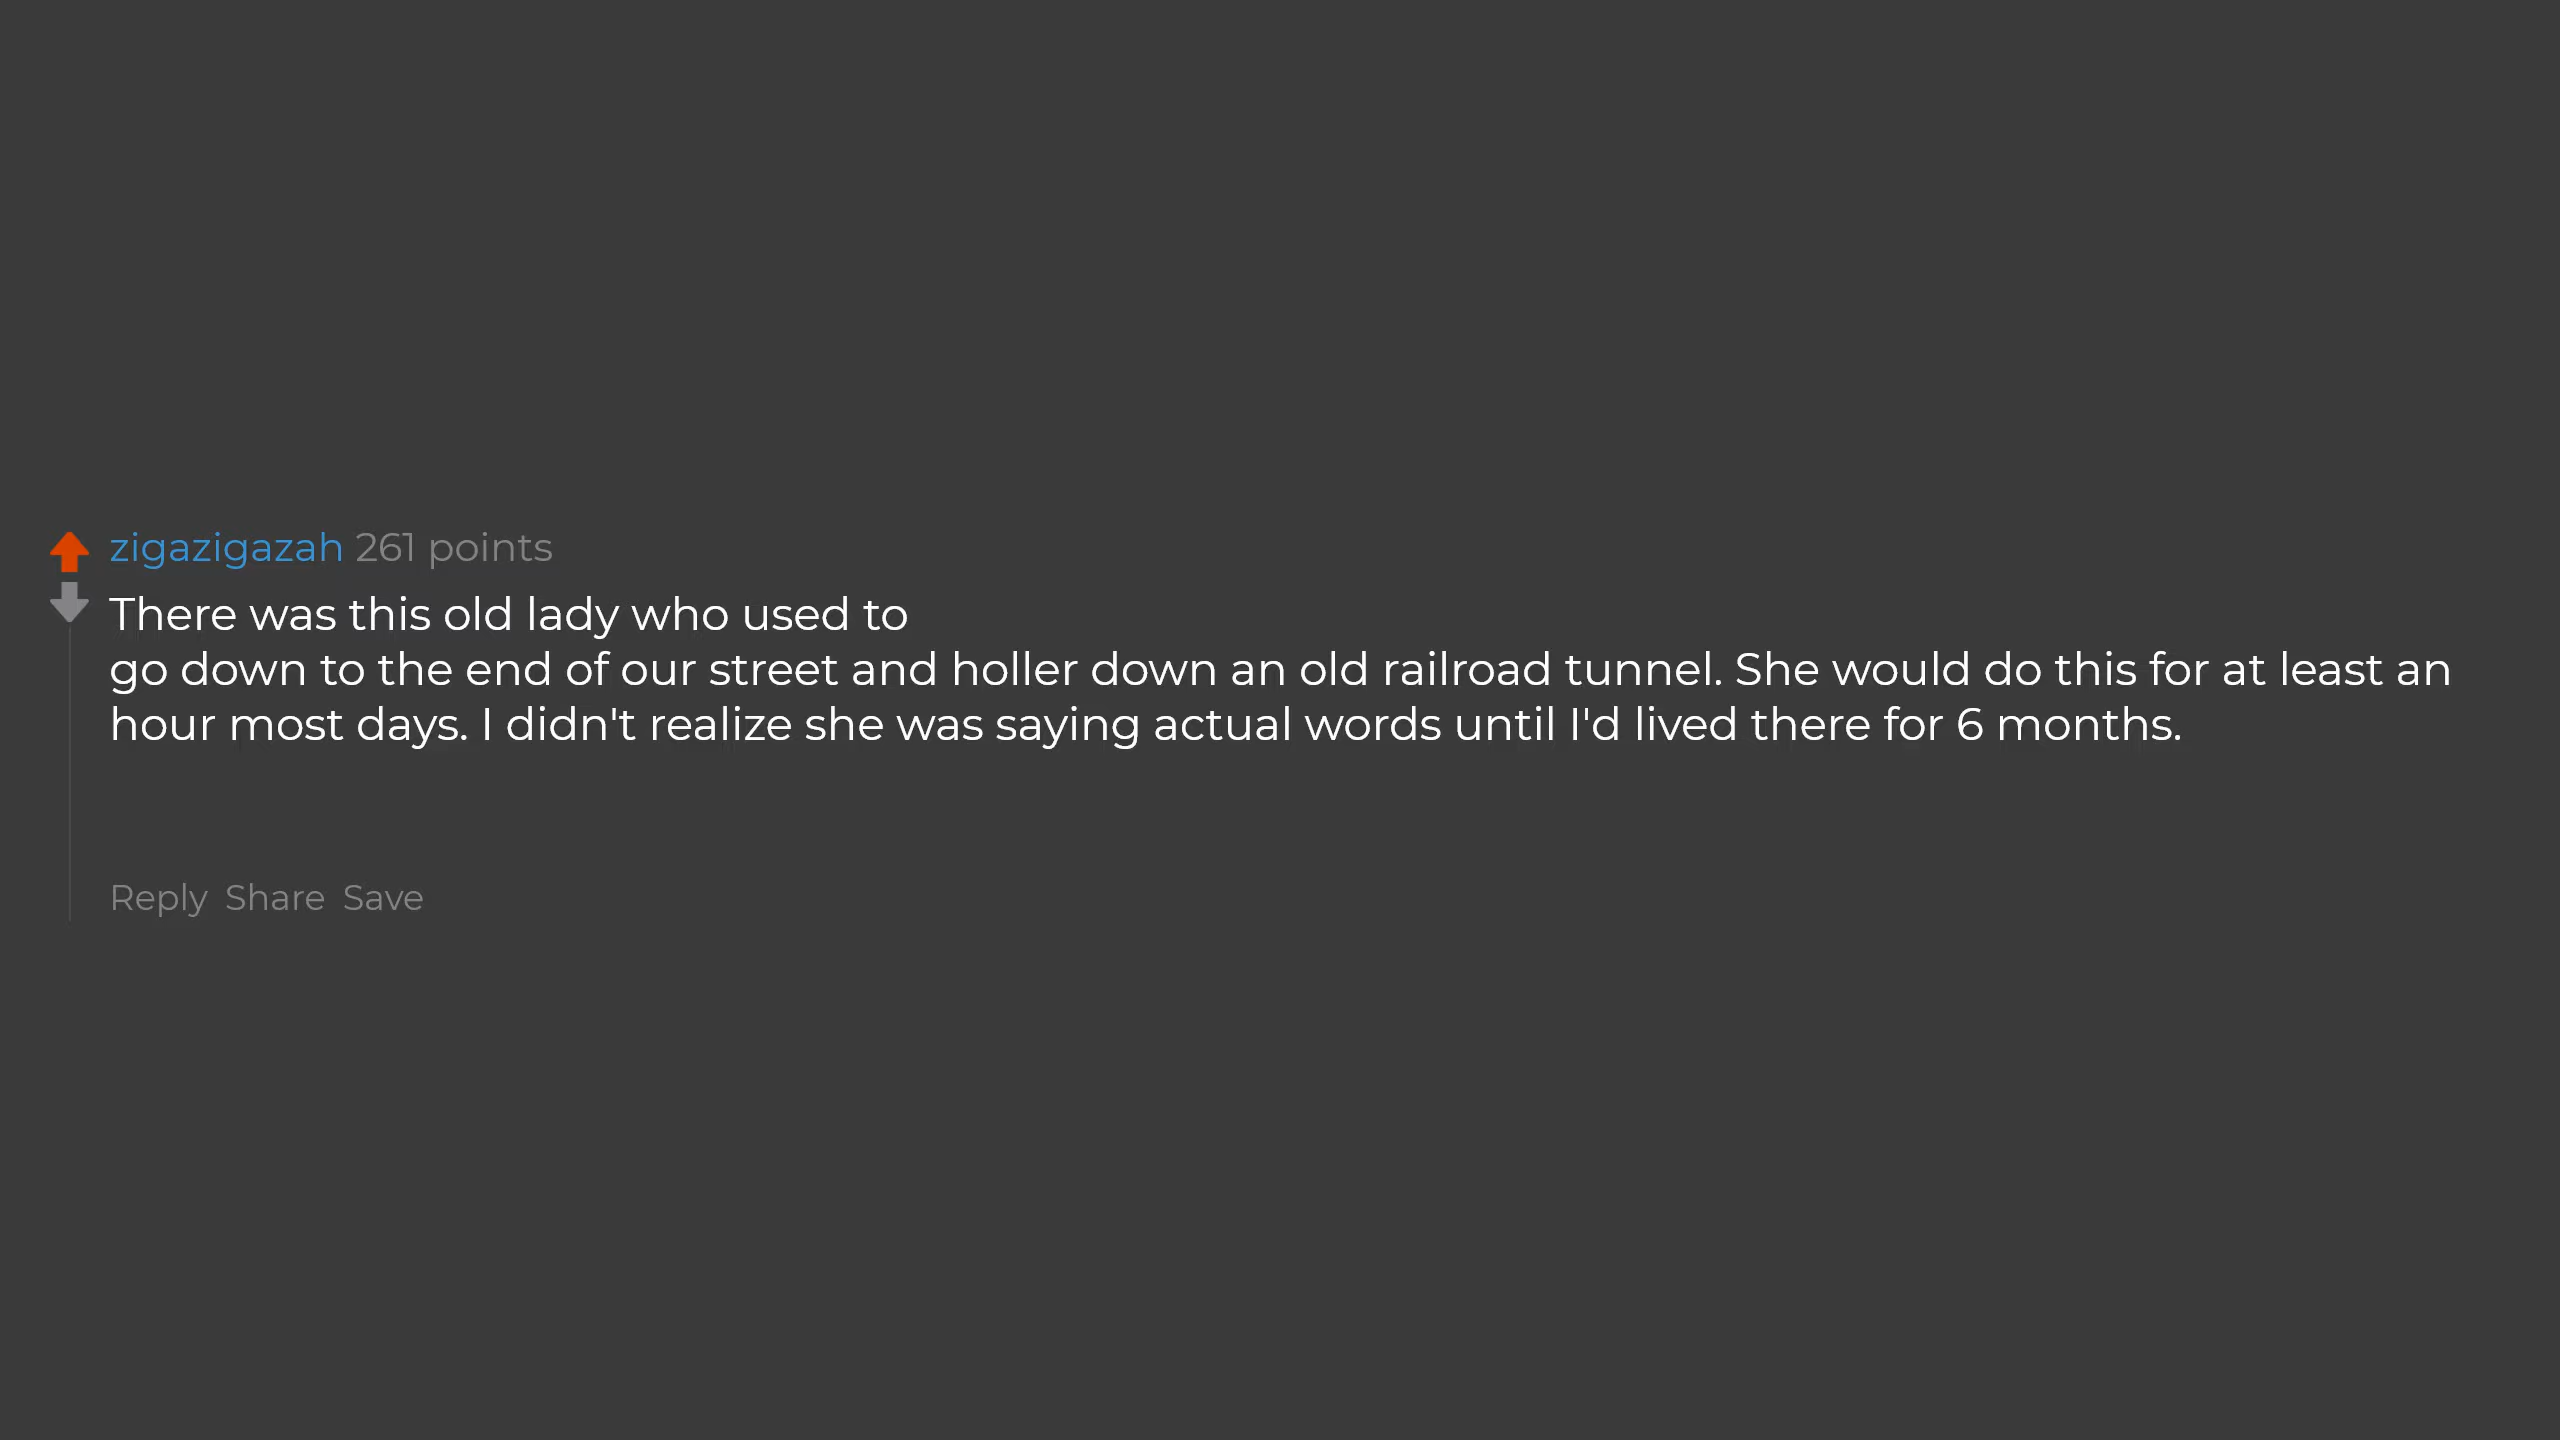 zigazigazah 261 points
There was this old lady who used to
go down to the end of our street and holler down an old railroad tunnel. She would do this for at least an
hour most days. I didn't realize she was saying actual words until I'd lived there for 6 months.
Reply Share Save